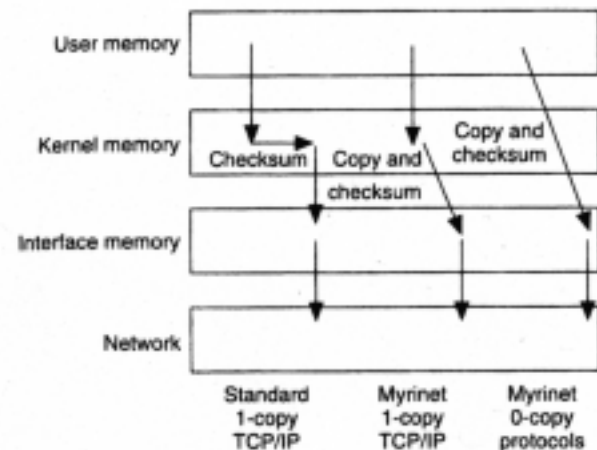 User memory
Kernel memory
Checksum
Copy and
checksum
Copy and
checksum
Interface memory
Network
Standard
1-copy
TCP/IP
Myrinet
1-copy
TCP/IP
Myrinet
0-copy
protocols